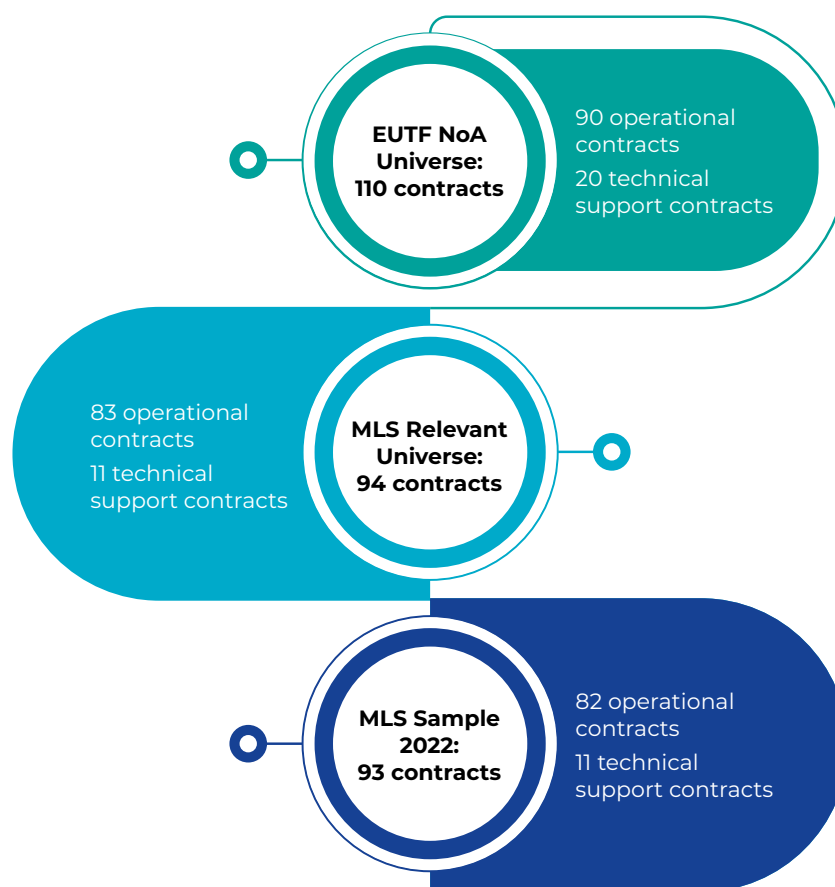 EUTF NoA
Universe:
110 contracts
90 operational
contracts
20 technical
support contracts
83 operational
contracts
11 technical
support contracts
MLS Relevant
Universe:
94 contracts
MLS Sample
2022:
93 contracts
82 operational
contracts
11 technical
support contracts